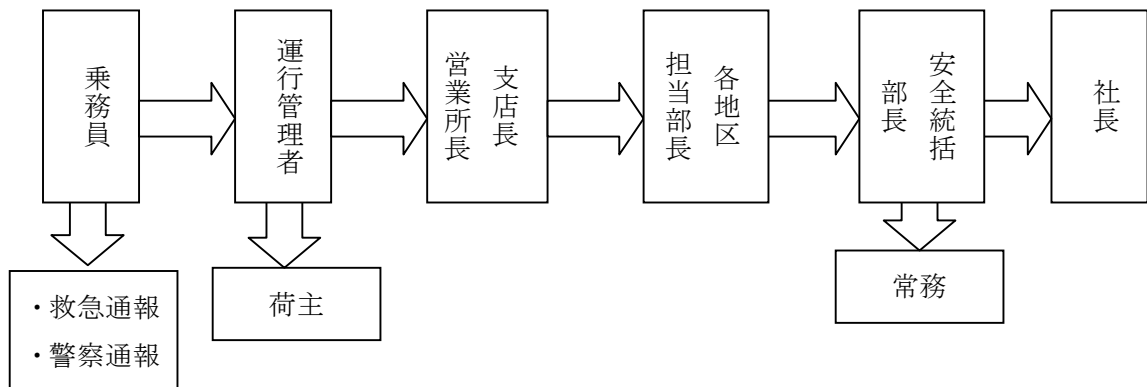 乗務員
運行管理者
支店長
営業所長
各地区
担当部長
安全統括
部長
社長
・救急通報
・警察通報
荷主
常務